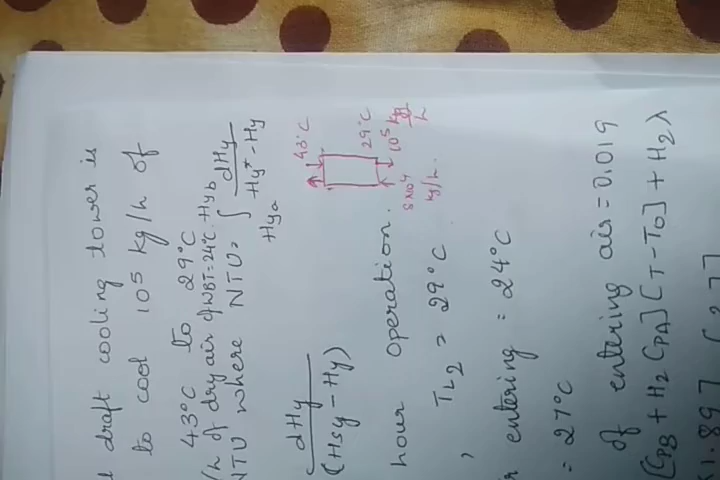 draft cooling tower is
to cool 10⁵ kg/h of
43°C to 29°C
/h of dry air of WBT=24°C.
NTU where NTU = ∫ dHy / Hy* - Hy
Hyb
Hya
43°C
29°C
10⁵ kg/h
8x10⁴ kg/h.
dHy
(Hsy - Hy)
hour operation.
, TL2 = 29°C
entering = 24°C
= 27°C
of entering air = 0.019
[CPB + H2 CPA] [T - T0] + H2 λ